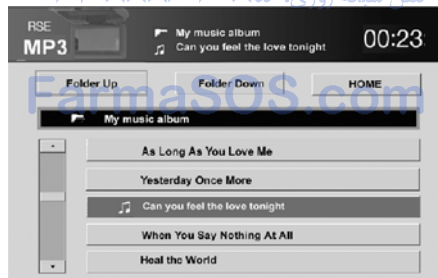 RSE
MP3
My music album
Can you feel the love tonight
00:23
Folder Up
Folder Down
HOME
FarmaSOS.com
My music album
As Long As You Love Me
Yesterday Once More
Can you feel the love tonight
When You Say Nothing At All
Heal the World